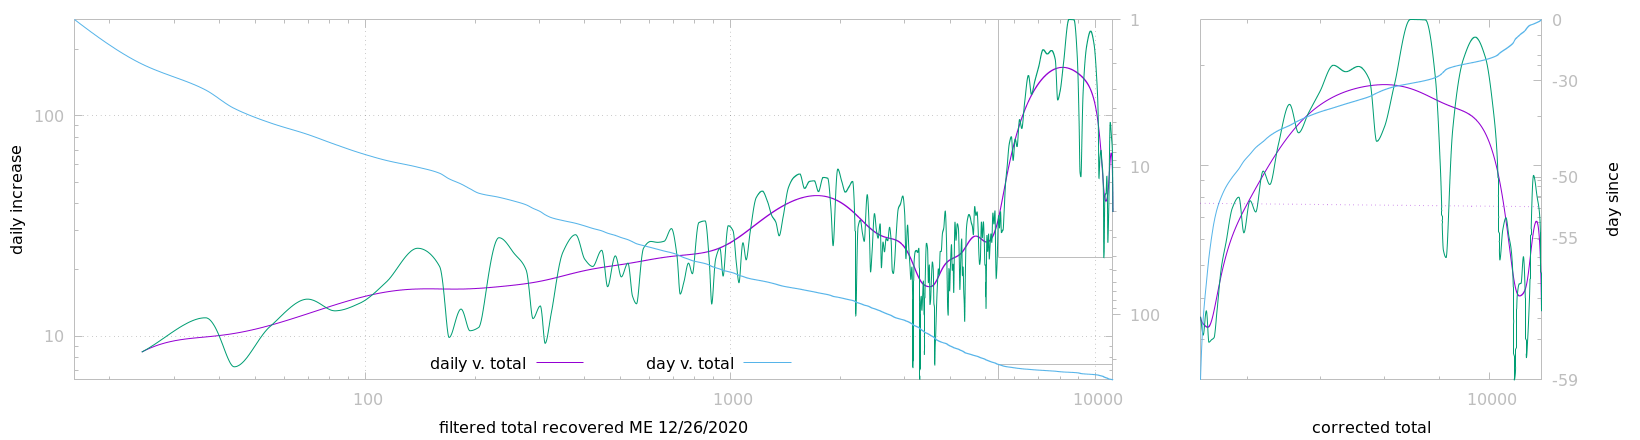 daily increase
100
10
daily v. total
day v. total
100
1000
10000
1
10
100
filtered total recovered ME 12/26/2020
0
-30
-50
-55
-59
day since
10000
corrected total